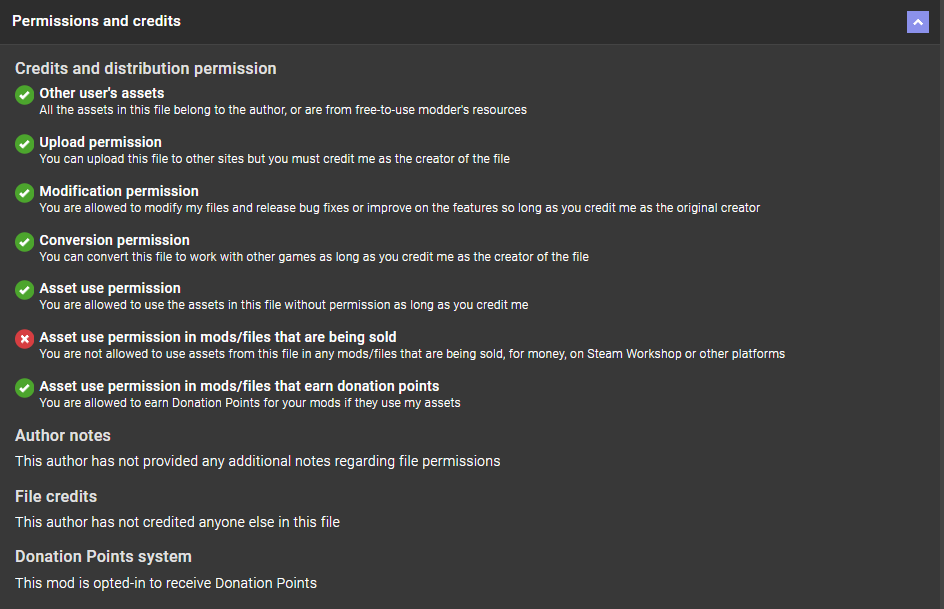 Permissions and credits
Credits and distribution permission
Other user's assets
All the assets in this file belong to the author, or are from free-to-use modder's resources
Upload permission
You can upload this file to other sites but you must credit me as the creator of the file
Modification permission
You are allowed to modify my files and release bug fixes or improve on the features so long as you credit me as the original creator
Conversion permission
You can convert this file to work with other games as long as you credit me as the creator of the file
Asset use permission
You are allowed to use the assets in this file without permission as long as you credit me
Asset use permission in mods/files that are being sold
You are not allowed to use assets from this file in any mods/files that are being sold, for money, on Steam Workshop or other platforms
Asset use permission in mods/files that earn donation points
You are allowed to earn Donation Points for your mods if they use my assets
Author notes
This author has not provided any additional notes regarding file permissions
File credits
This author has not credited anyone else in this file
Donation Points system
This mod is opted-in to receive Donation Points